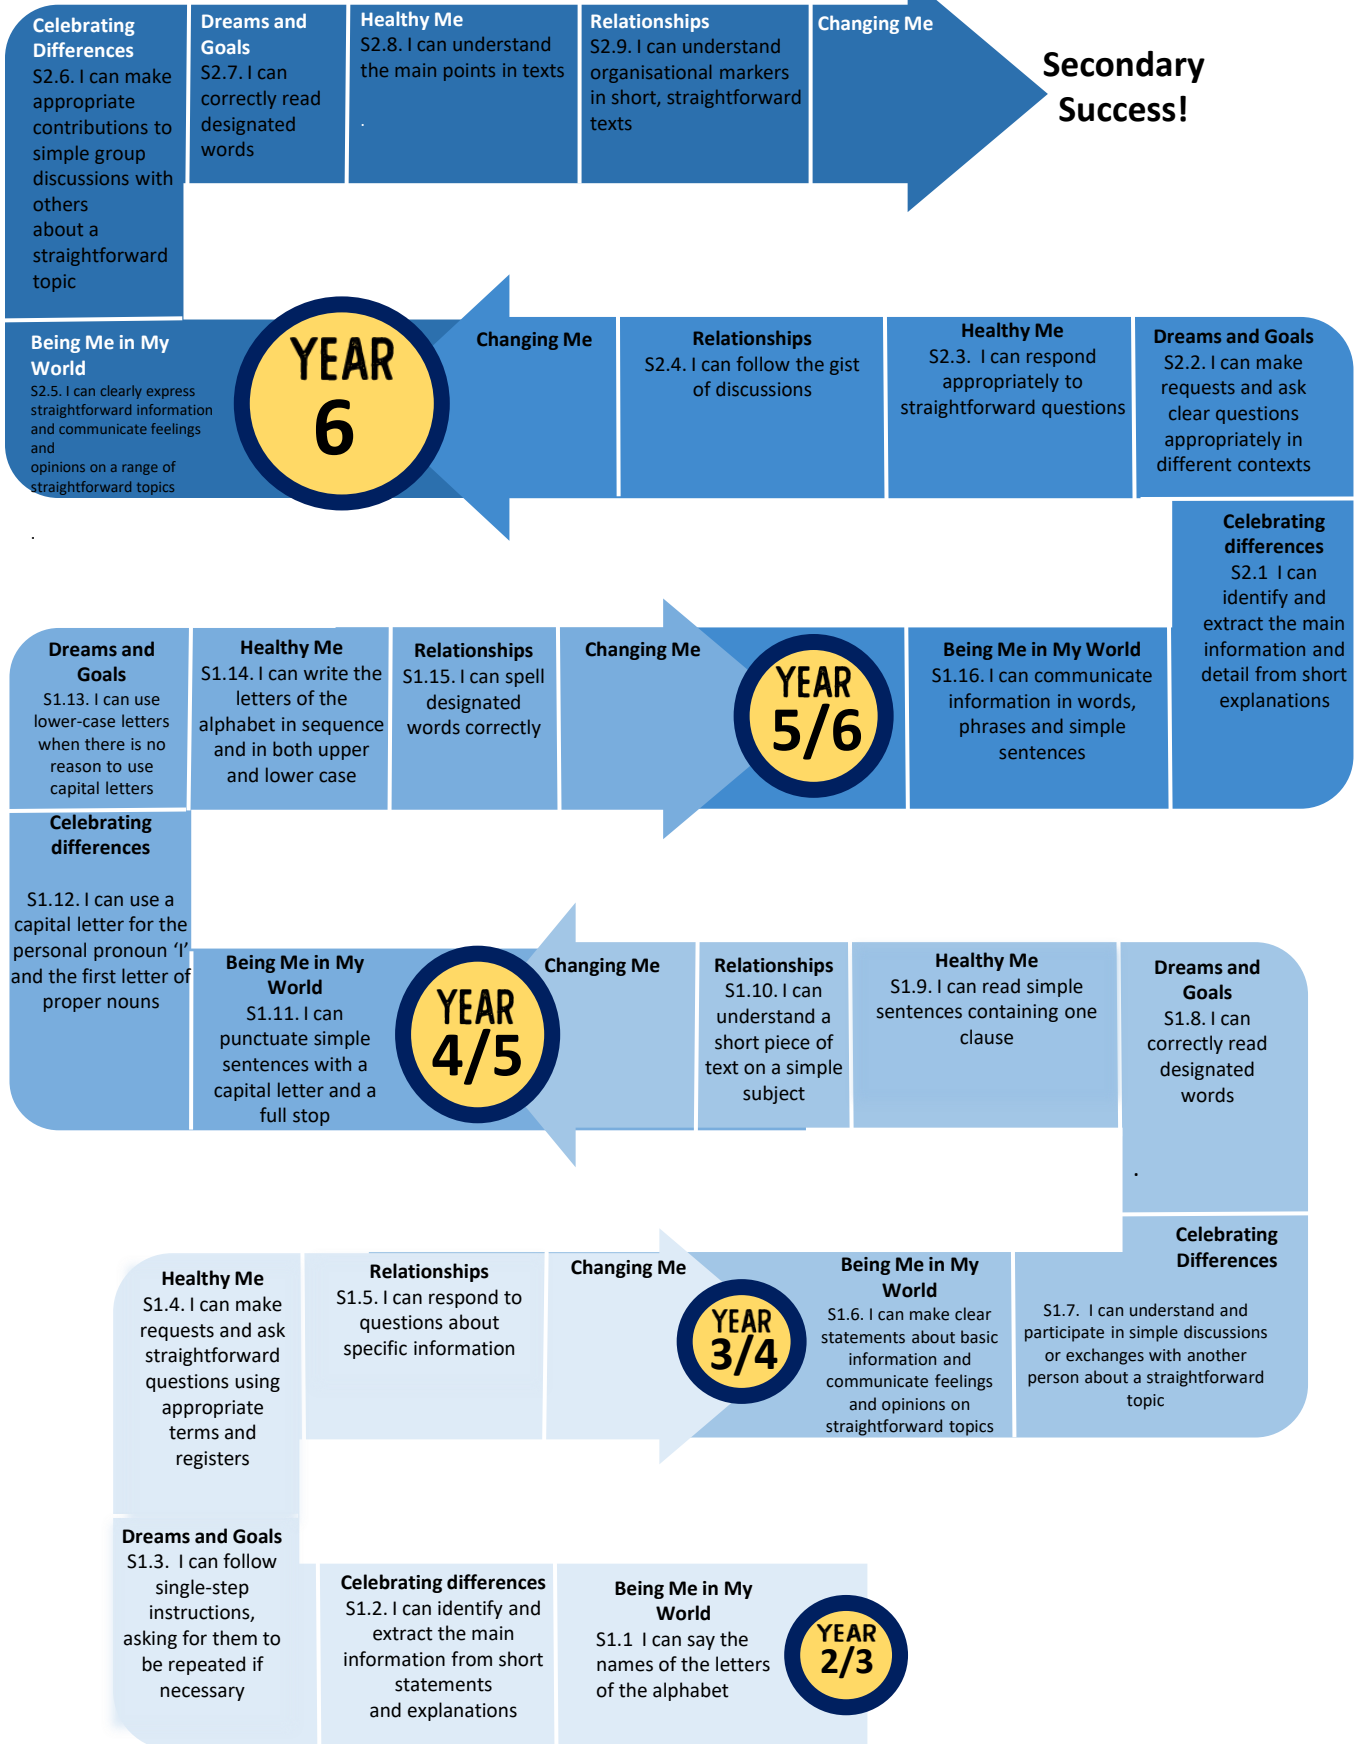 Celebrating
Differences
S2.6. I can make
appropriate
contributions to
simple group
discussions with
others
about a
straightforward
topic
Dreams and
Goals
S2.7. I can
correctly read
designated
words
Healthy Me
S2.8. I can understand
the main points in texts
.
Relationships
S2.9. I can understand
organisational markers
in short, straightforward
texts
Changing Me
Secondary
Success!
Being Me in My
World
S2.5. I can clearly express
straightforward information
and communicate feelings
and
opinions on a range of
straightforward topics
.
YEAR
6
Changing Me
Relationships
S2.4. I can follow the gist
of discussions
Healthy Me
S2.3. I can respond
appropriately to
straightforward questions
Dreams and Goals
S2.2. I can make
requests and ask
clear questions
appropriately in
different contexts
Celebrating
differences
S2.1 I can
identify and
extract the main
information and
detail from short
explanations
Dreams and
Goals
S1.13. I can use
lower-case letters
when there is no
reason to use
capital letters
Healthy Me
S1.14. I can write the
letters of the
alphabet in sequence
and in both upper
and lower case
Relationships
S1.15. I can spell
designated
words correctly
Changing Me
YEAR
5/6
Being Me in My World
S1.16. I can communicate
information in words,
phrases and simple
sentences
Celebrating
differences
S1.12. I can use a
capital letter for the
personal pronoun ‘I’
and the first letter of
proper nouns
Being Me in My
World
S1.11. I can
punctuate simple
sentences with a
capital letter and a
full stop
YEAR
4/5
Changing Me
Relationships
S1.10. I can
understand a
short piece of
text on a simple
subject
Healthy Me
S1.9. I can read simple
sentences containing one
clause
Dreams and
Goals
S1.8. I can
correctly read
designated
words
.
Healthy Me
S1.4. I can make
requests and ask
straightforward
questions using
appropriate
terms and
registers
Relationships
S1.5. I can respond to
questions about
specific information
Changing Me
YEAR
3/4
Being Me in My
World
S1.6. I can make clear
statements about basic
information and
communicate feelings
and opinions on
straightforward topics
Celebrating
Differences
S1.7. I can understand and
participate in simple discussions
or exchanges with another
person about a straightforward
topic
Dreams and Goals
S1.3. I can follow
single-step
instructions,
asking for them to
be repeated if
necessary
Celebrating differences
S1.2. I can identify and
extract the main
information from short
statements
and explanations
Being Me in My
World
S1.1 I can say the
names of the letters
of the alphabet
YEAR
2/3